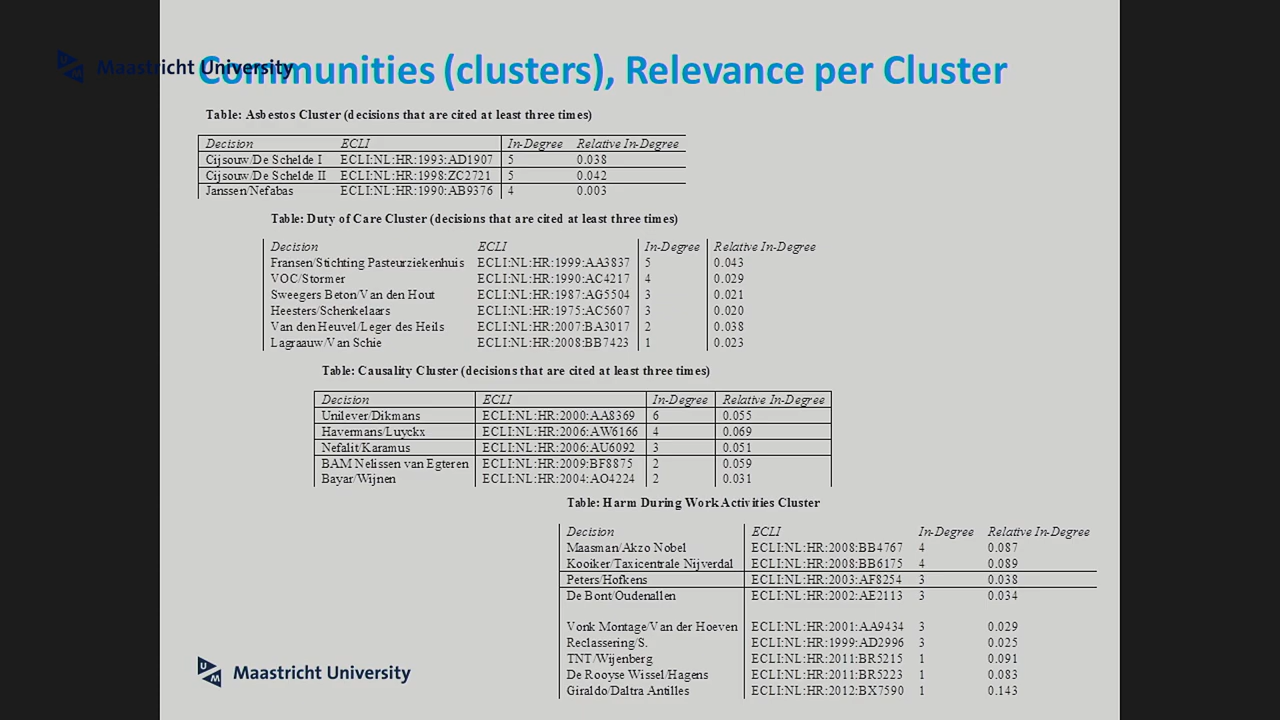 Maastricht University
Communities (clusters), Relevance per Cluster
Table: Asbestos Cluster (decisions that are cited at least three times)
Decision ECLI In-Degree Relative In-Degree
Cijsouw/De Schelde I ECLI:NL:HR:1993:AD1907 5 0.038
Cijsouw/De Schelde II ECLI:NL:HR:1998:ZC2721 5 0.042
Janssen/Nefabas ECLI:NL:HR:1990:AB9376 4 0.003
Table: Duty of Care Cluster (decisions that are cited at least three times)
Decision ECLI In-Degree Relative In-Degree
Fransen/Stichting Pasteurziekenhuis ECLI:NL:HR:1999:AA3837 5 0.043
VOC/Stormer ECLI:NL:HR:1990:AC4217 4 0.029
Sweegers Beton/Van den Hout ECLI:NL:HR:1987:AG5504 3 0.021
Heesters/Schenkelaars ECLI:NL:HR:1975:AC5607 3 0.020
Van den Heuvel/Leger des Heils ECLI:NL:HR:2007:BA3017 2 0.038
Lagraauw/Van Schie ECLI:NL:HR:2008:BB7423 1 0.023
Table: Causality Cluster (decisions that are cited at least three times)
Decision ECLI In-Degree Relative In-Degree
Unilever/Dikmans ECLI:NL:HR:2000:AA8369 6 0.055
Havermans/Luyckx ECLI:NL:HR:2006:AW6166 4 0.069
Nefalit/Karamus ECLI:NL:HR:2006:AU6092 3 0.051
BAM Nelissen van Egteren ECLI:NL:HR:2009:BF8875 2 0.059
Bayar/Wijnen ECLI:NL:HR:2004:AO4224 2 0.031
Table: Harm During Work Activities Cluster
Decision ECLI In-Degree Relative In-Degree
Maasman/Akzo Nobel ECLI:NL:HR:2008:BB4767 4 0.087
Kooiker/Taxicentrale Nijverdal ECLI:NL:HR:2008:BB6175 4 0.089
Peters/Hofkens ECLI:NL:HR:2003:AF8254 3 0.038
De Bont/Oudenallen ECLI:NL:HR:2002:AE2113 3 0.034
Vonk Montage/Van der Hoeven ECLI:NL:HR:2001:AA9434 3 0.029
Reclassering/S. ECLI:NL:HR:1999:AD2996 3 0.025
TNT/Wijenberg ECLI:NL:HR:2011:BR5215 1 0.091
De Rooyse Wissel/Hagens ECLI:NL:HR:2011:BR5223 1 0.083
Giraldo/Daltra Antilles ECLI:NL:HR:2012:BX7590 1 0.143
Maastricht University